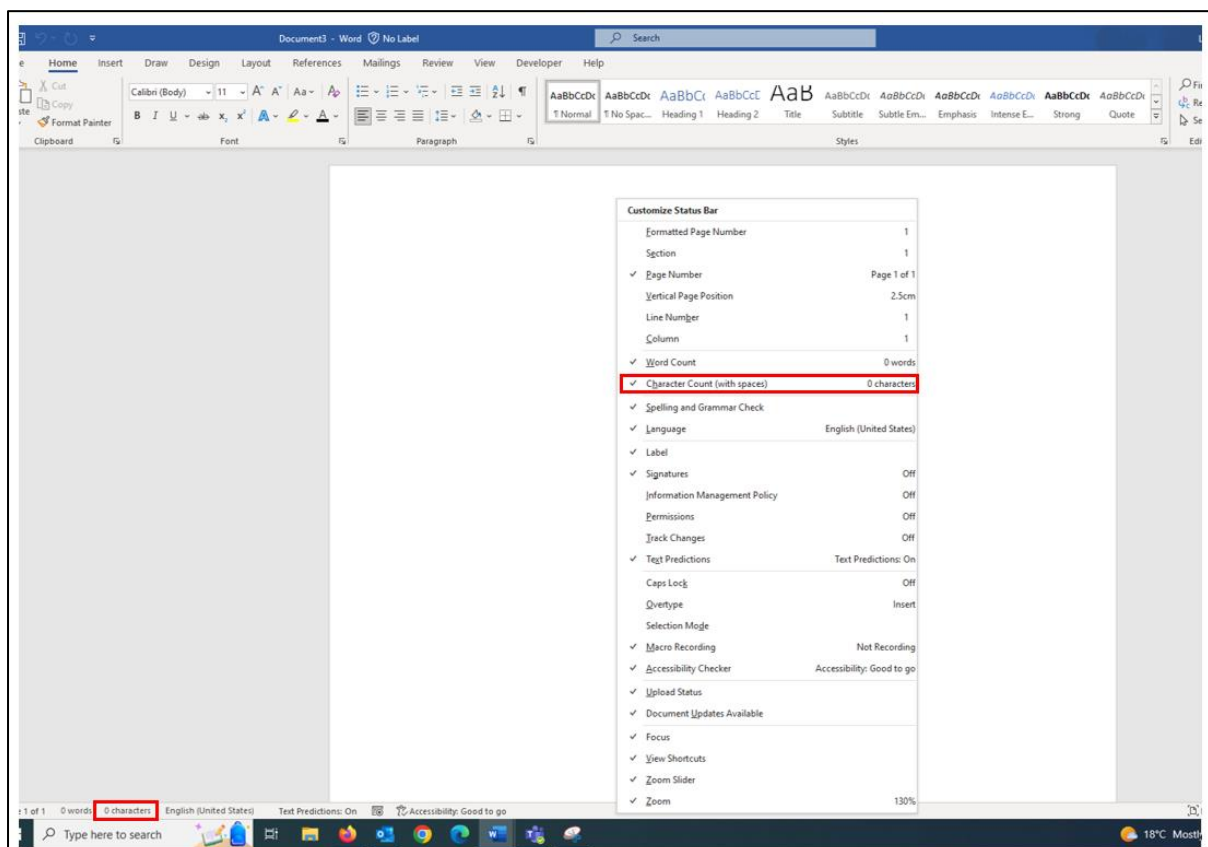 Document3 - Word No Label Search
Home Insert Draw Design Layout References Mailings Review View Developer Help
Cut
Copy
Format Painter
Clipboard
Calibri (Body) 11 A A Aa
B I U ab x, x A A
Font
Paragraph
AaBbCcDc AaBbCcDc AaBbCc AaBbCcE AaB AaBbCcDc AaBbCcDc AaBbCcDc AaBbCcDc AaBbCcDc AaBbCcDc
¶ Normal ¶ No Spac... Heading 1 Heading 2 Title Subtitle Subtle Em... Emphasis Intense E... Strong Quote
Styles
Customize Status Bar
Formatted Page Number 1
Section 1
Page Number Page 1 of 1
Vertical Page Position 2.5cm
Line Number 1
Column 1
Word Count 0 words
Character Count (with spaces) 0 characters
Spelling and Grammar Check
Language English (United States)
Label
Signatures Off
Information Management Policy Off
Permissions Off
Track Changes Off
Text Predictions Text Predictions: On
Caps Lock Off
Overtype Insert
Selection Mode
Macro Recording Not Recording
Accessibility Checker Accessibility: Good to go
Upload Status
Document Updates Available
Focus
View Shortcuts
Zoom Slider
Zoom 130%
1 of 1 0 words 0 characters English (United States) Text Predictions: On Accessibility: Good to go
Type here to search 18°C